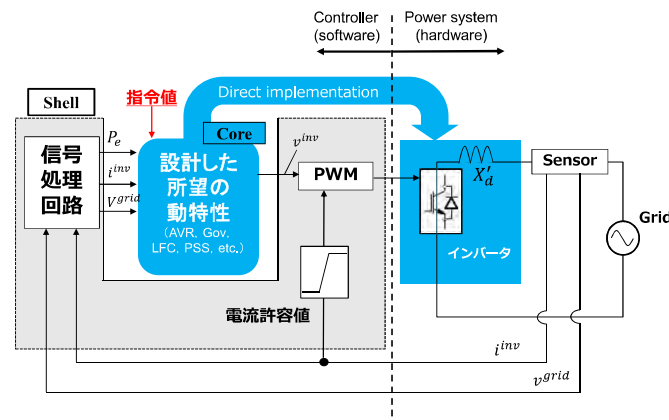 Controller
(software)
Power system
(hardware)
Shell
指令値
Direct implementation
Core
信号
処理
回路
P_e
i^{inv}
V^{grid}
設計した
所望の
動特性
(AVR, Gov,
LFC, PSS, etc.)
v^{inv}
PWM
X'_d
インバータ
Sensor
Grid
電流許容値
i^{inv}
v^{grid}